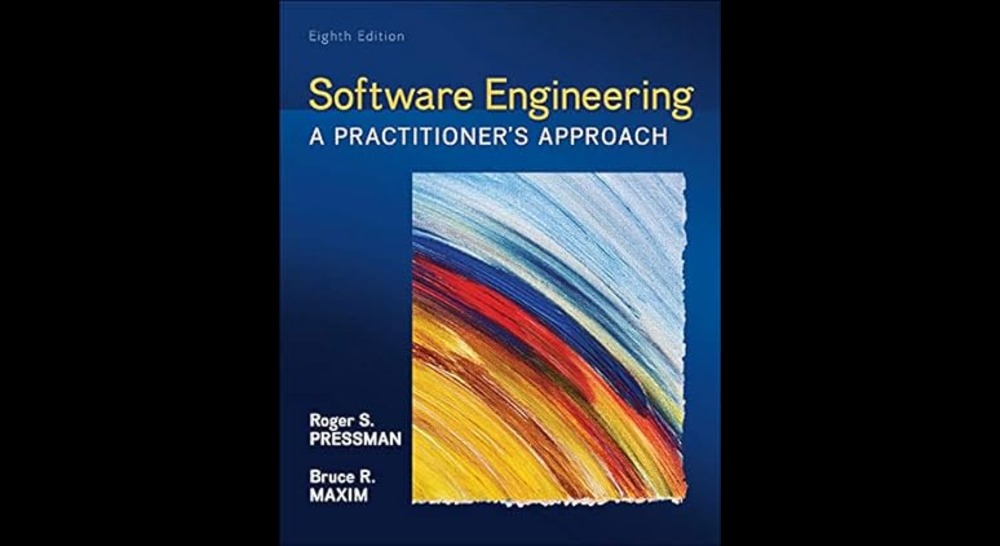 Eighth Edition
Software Engineering
A PRACTITIONER'S APPROACH
Roger S.
PRESSMAN
Bruce R.
MAXIM